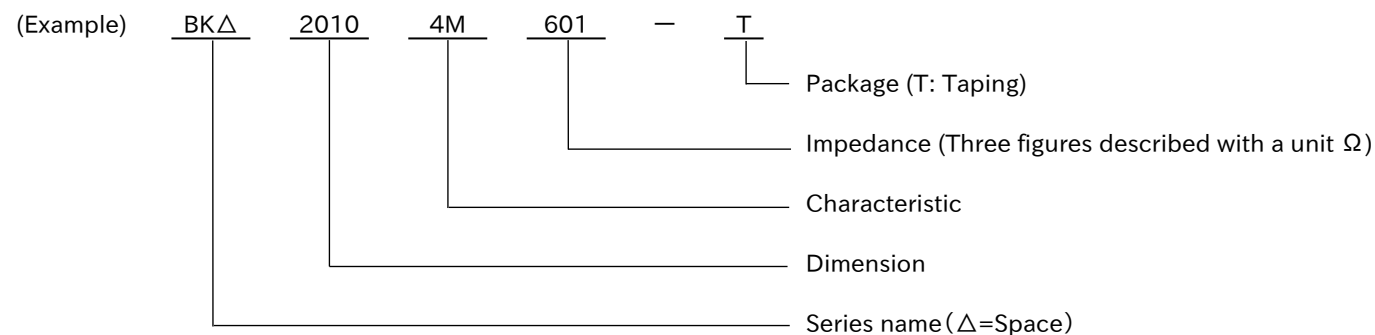 (Example) BK△ 2010 4M 601 － T
Package (T: Taping)
Impedance (Three figures described with a unit Ω)
Characteristic
Dimension
Series name(△=Space)